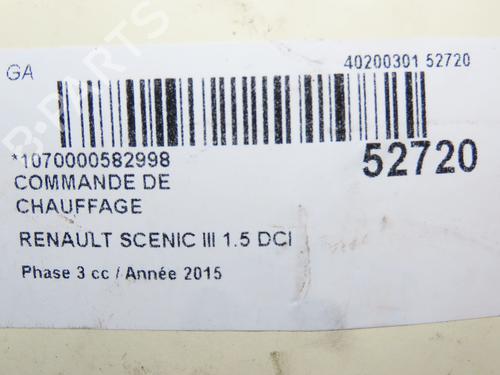 GA
40200301 52720
*1070000582998
52720
COMMANDE DE
CHAUFFAGE
RENAULT SCENIC III 1.5 DCI
Phase 3 cc / Année 2015
B-PARTS